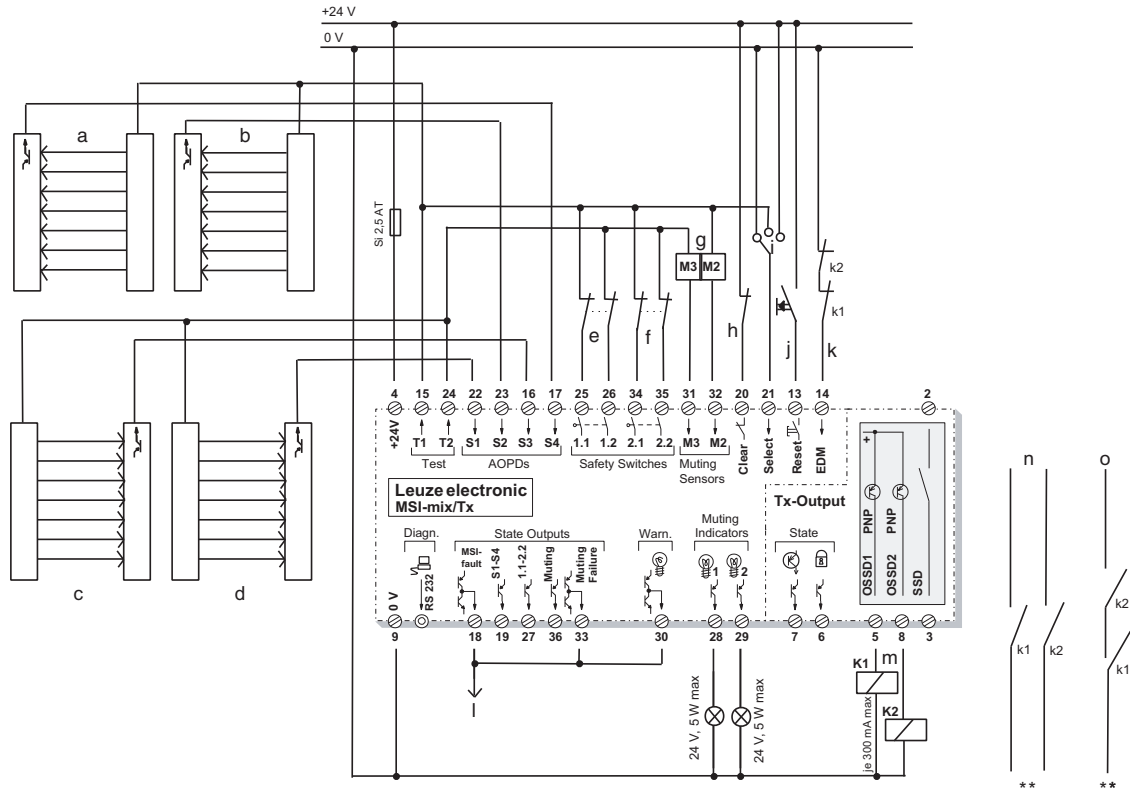 +24 V
0 V
a
b
Si 2,5 AT
g
M3 M2
i
k2
k1
e
f
h
j
k
4 15 24 22 23 16 17 25 26 34 35 31 32 20 21 13 14 2
+24V
T1 T2 S1 S2 S3 S4 1.1 1.2 2.1 2.2 M3 M2
Clear
Select
Reset
EDM
Test
AOPDs
Safety Switches
Muting
Sensors
Leuze electronic
MSI-mix/Tx
Tx-Output
+
PNP
PNP
OSSD1
OSSD2
SSD
Diagn.
State Outputs
Warn.
Muting
Indicators
State
RS 232
MSI-
fault
S1-S4
1.1-2.2
Muting
Muting
Failure
1
2
8
0 V
9 18 19 27 36 33 30 28 29 7 6 5 8 3
c
d
l
24 V, 5 W max
24 V, 5 W max
K1
m
K2
je 300 mA max
n
o
k1
k2
k2
k1
**
**